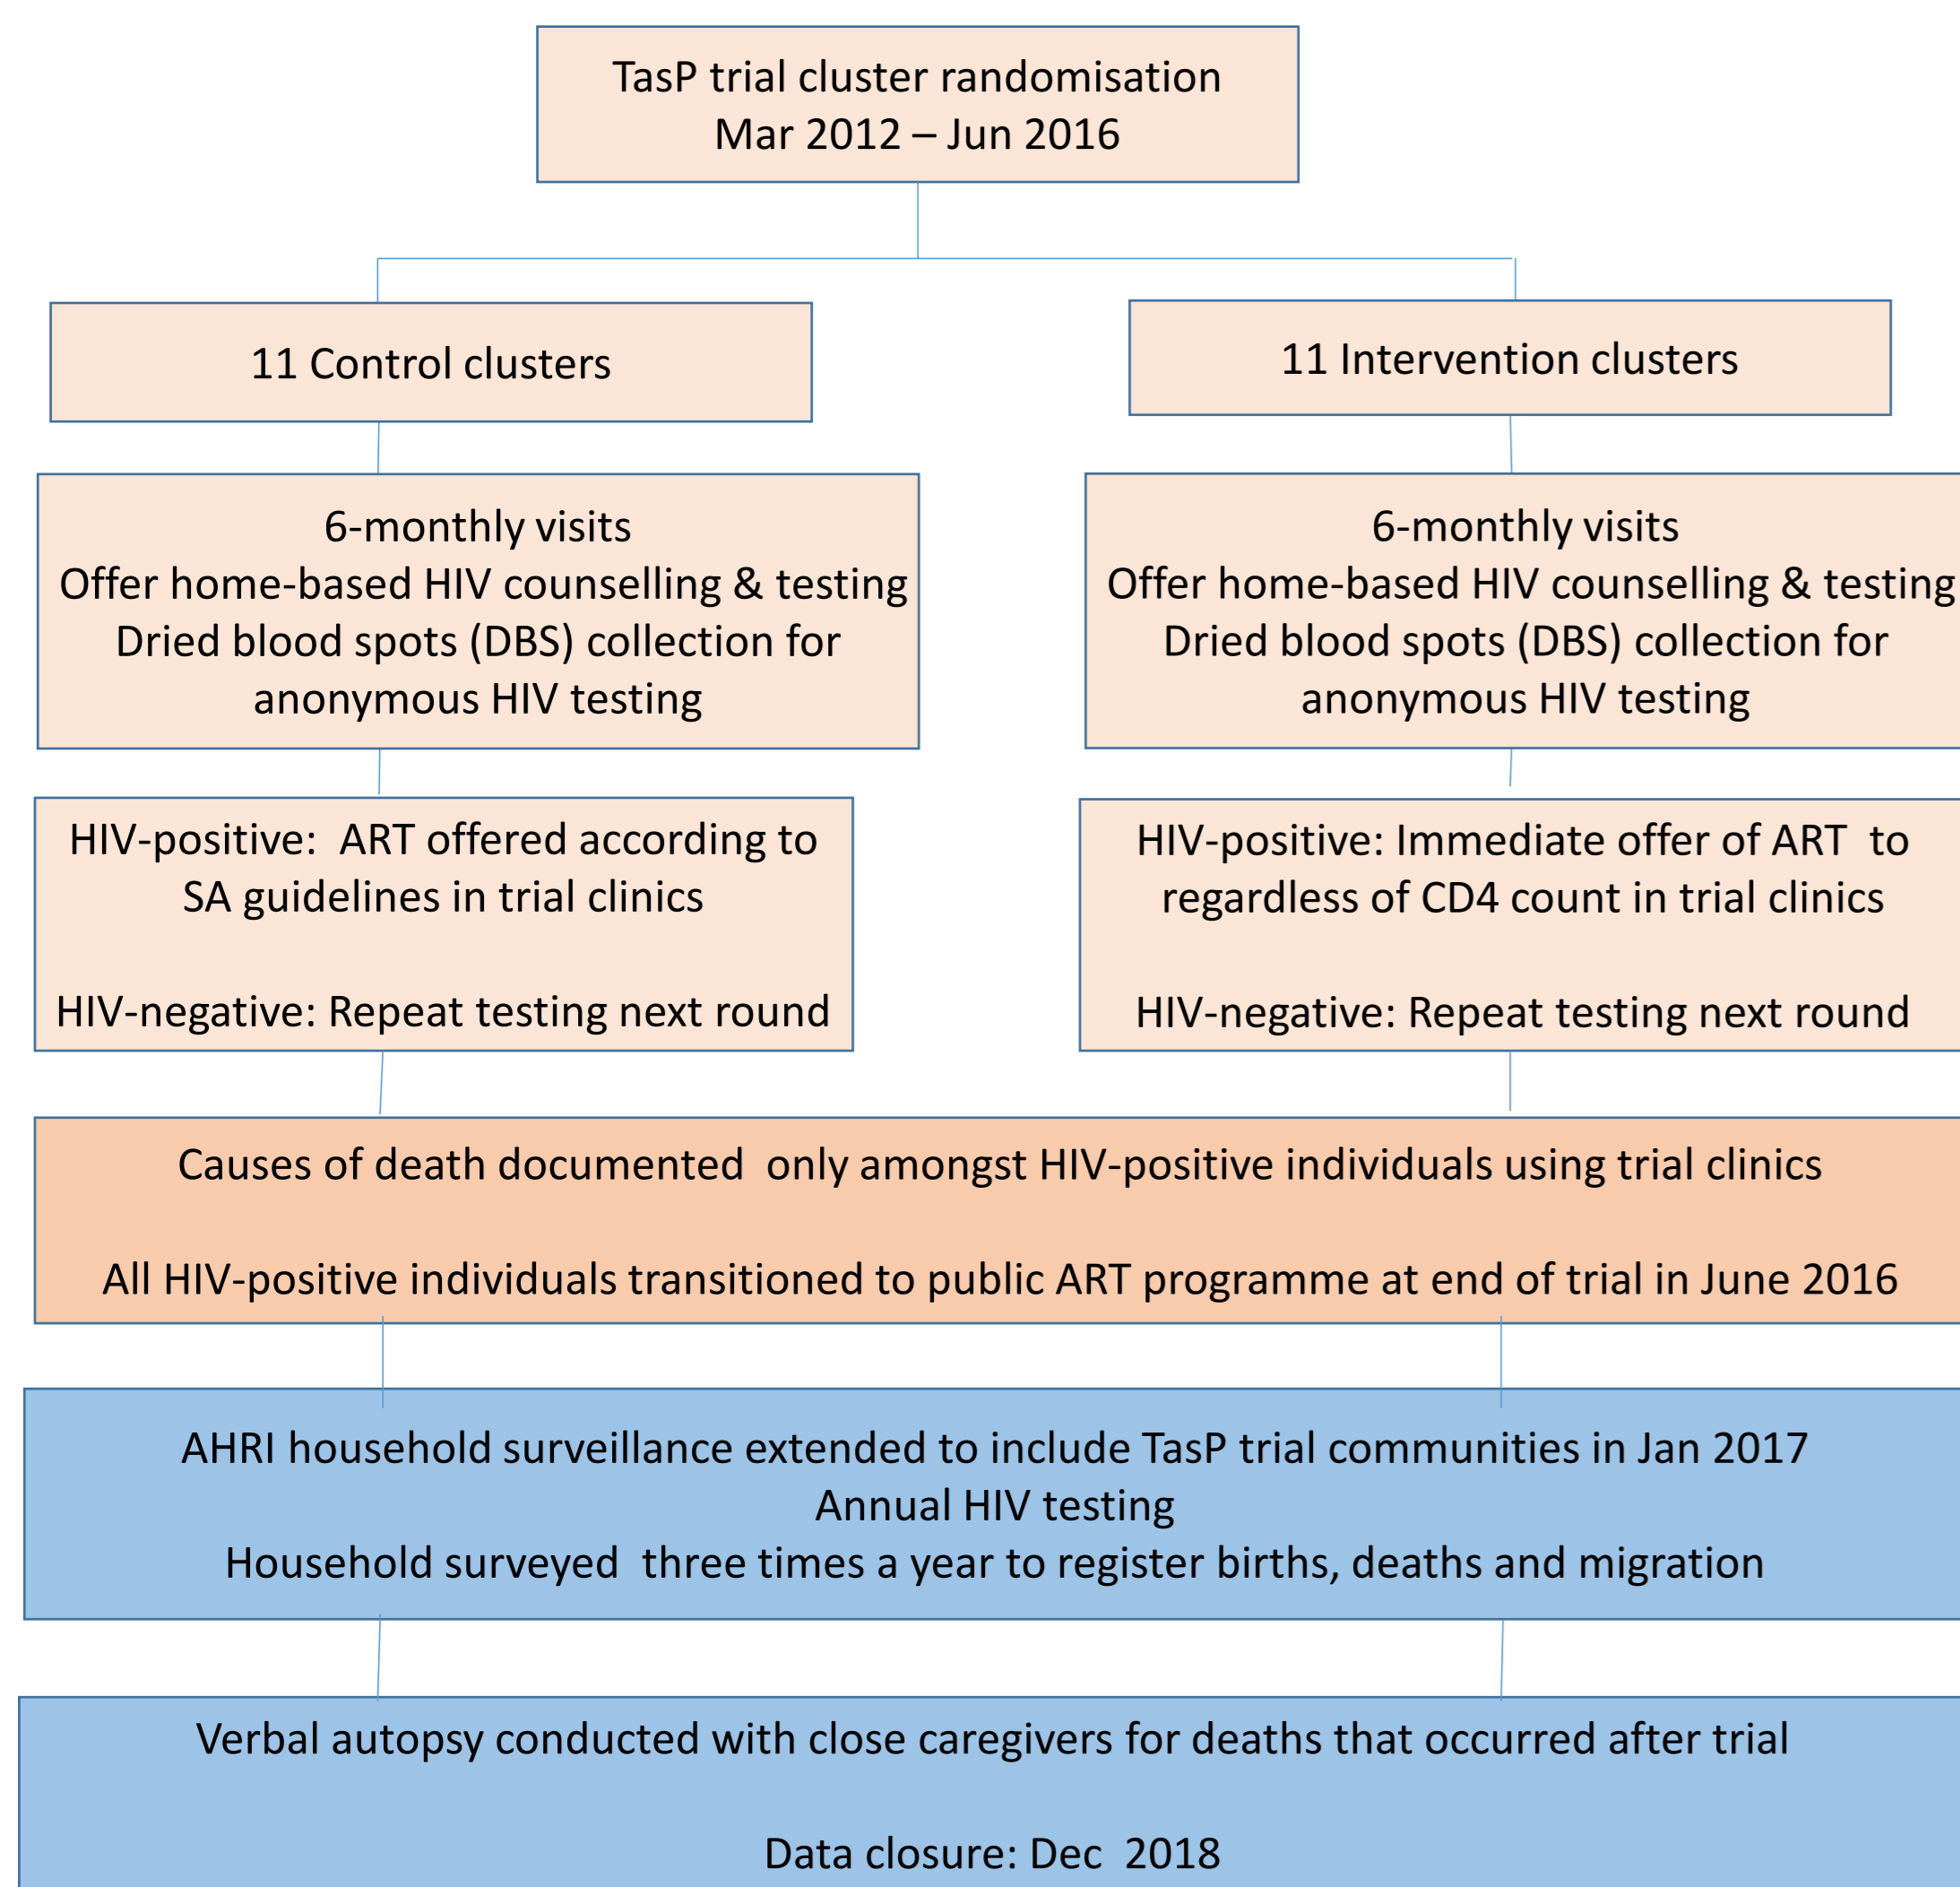 TasP trial cluster randomisation
Mar 2012 – Jun 2016
11 Control clusters
11 Intervention clusters
6-monthly visits
Offer home-based HIV counselling & testing
Dried blood spots (DBS) collection for
anonymous HIV testing
6-monthly visits
Offer home-based HIV counselling & testing
Dried blood spots (DBS) collection for
anonymous HIV testing
HIV-positive: ART offered according to
SA guidelines in trial clinics
HIV-negative: Repeat testing next round
HIV-positive: Immediate offer of ART to
regardless of CD4 count in trial clinics
HIV-negative: Repeat testing next round
Causes of death documented only amongst HIV-positive individuals using trial clinics
All HIV-positive individuals transitioned to public ART programme at end of trial in June 2016
AHRI household surveillance extended to include TasP trial communities in Jan 2017
Annual HIV testing
Household surveyed three times a year to register births, deaths and migration
Verbal autopsy conducted with close caregivers for deaths that occurred after trial
Data closure: Dec 2018